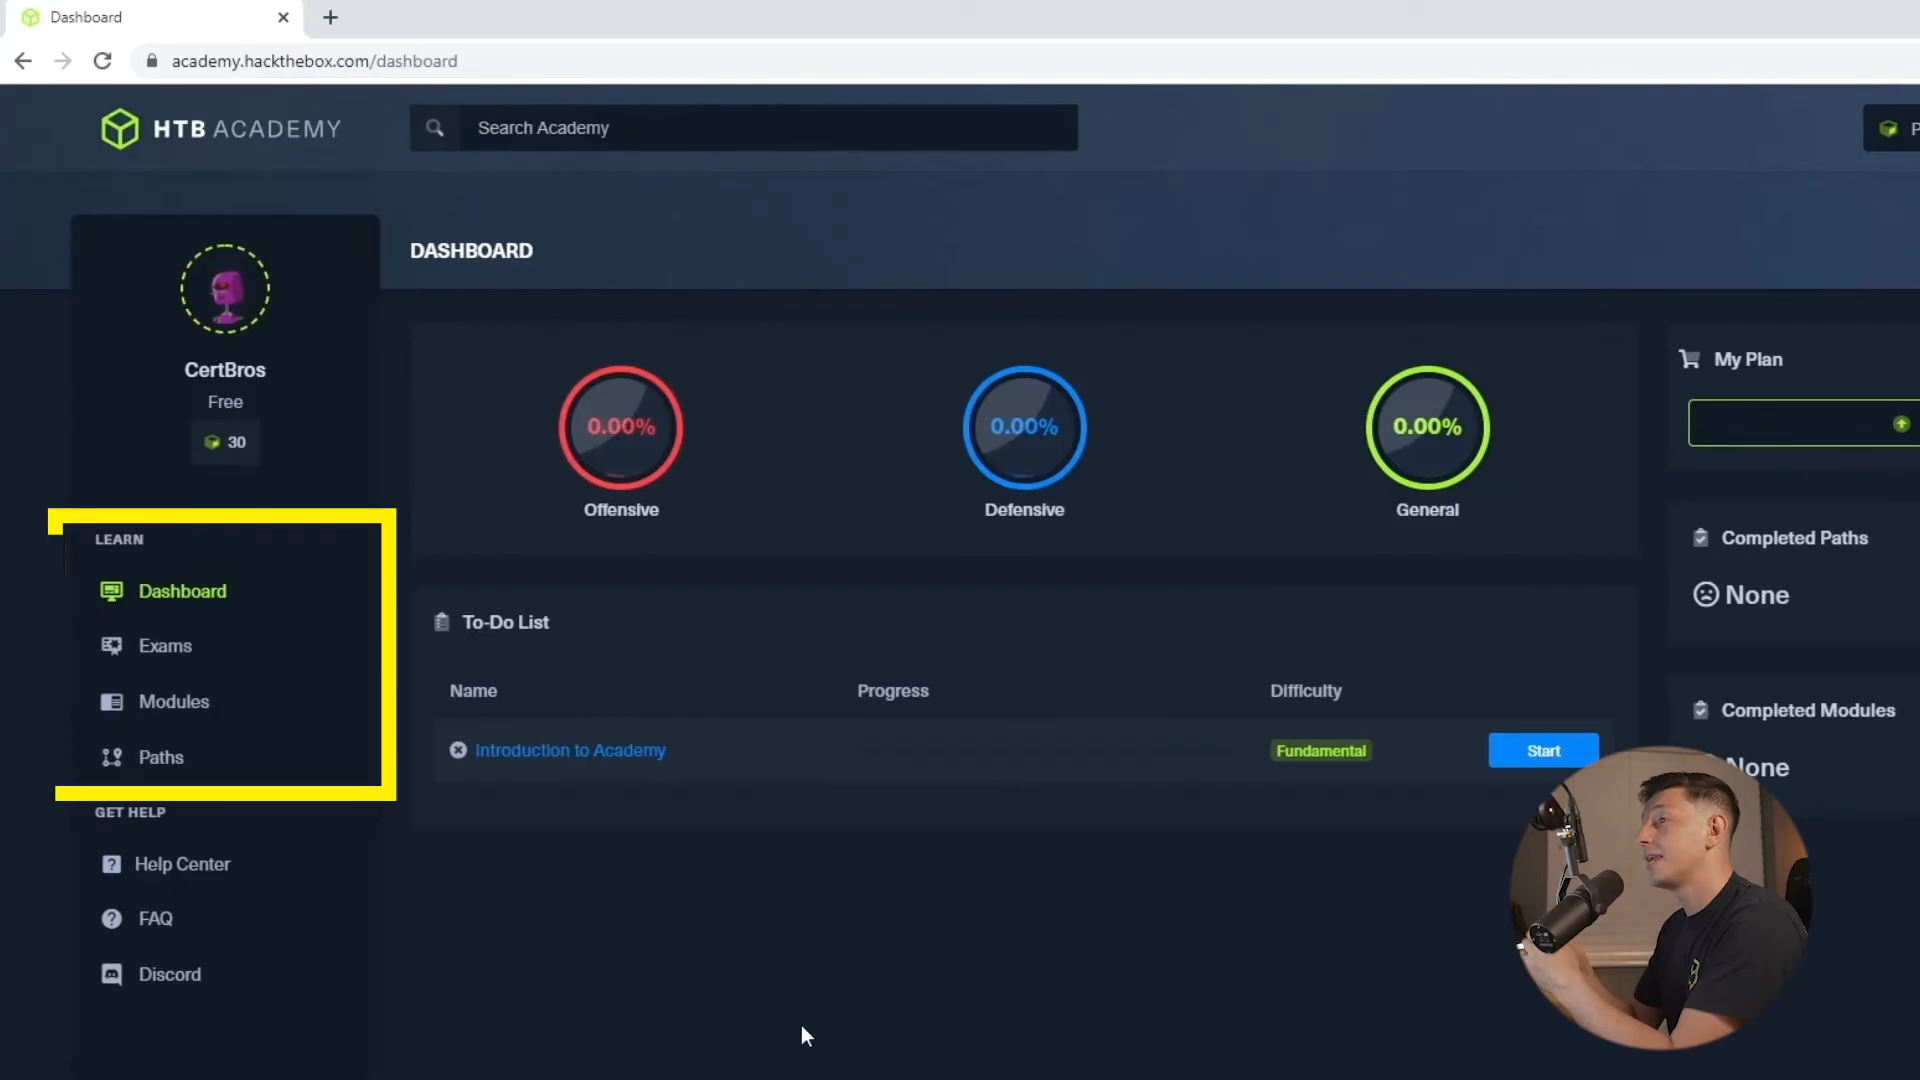 Dashboard
academy.hackthebox.com/dashboard
HTB ACADEMY
Search Academy
P
CertBros
Free
30
LEARN
Dashboard
Exams
Modules
Paths
GET HELP
Help Center
FAQ
Discord
DASHBOARD
0.00%
Offensive
0.00%
Defensive
0.00%
General
To-Do List
Name Progress Difficulty
Introduction to Academy Fundamental Start
My Plan
Completed Paths
None
Completed Modules
None